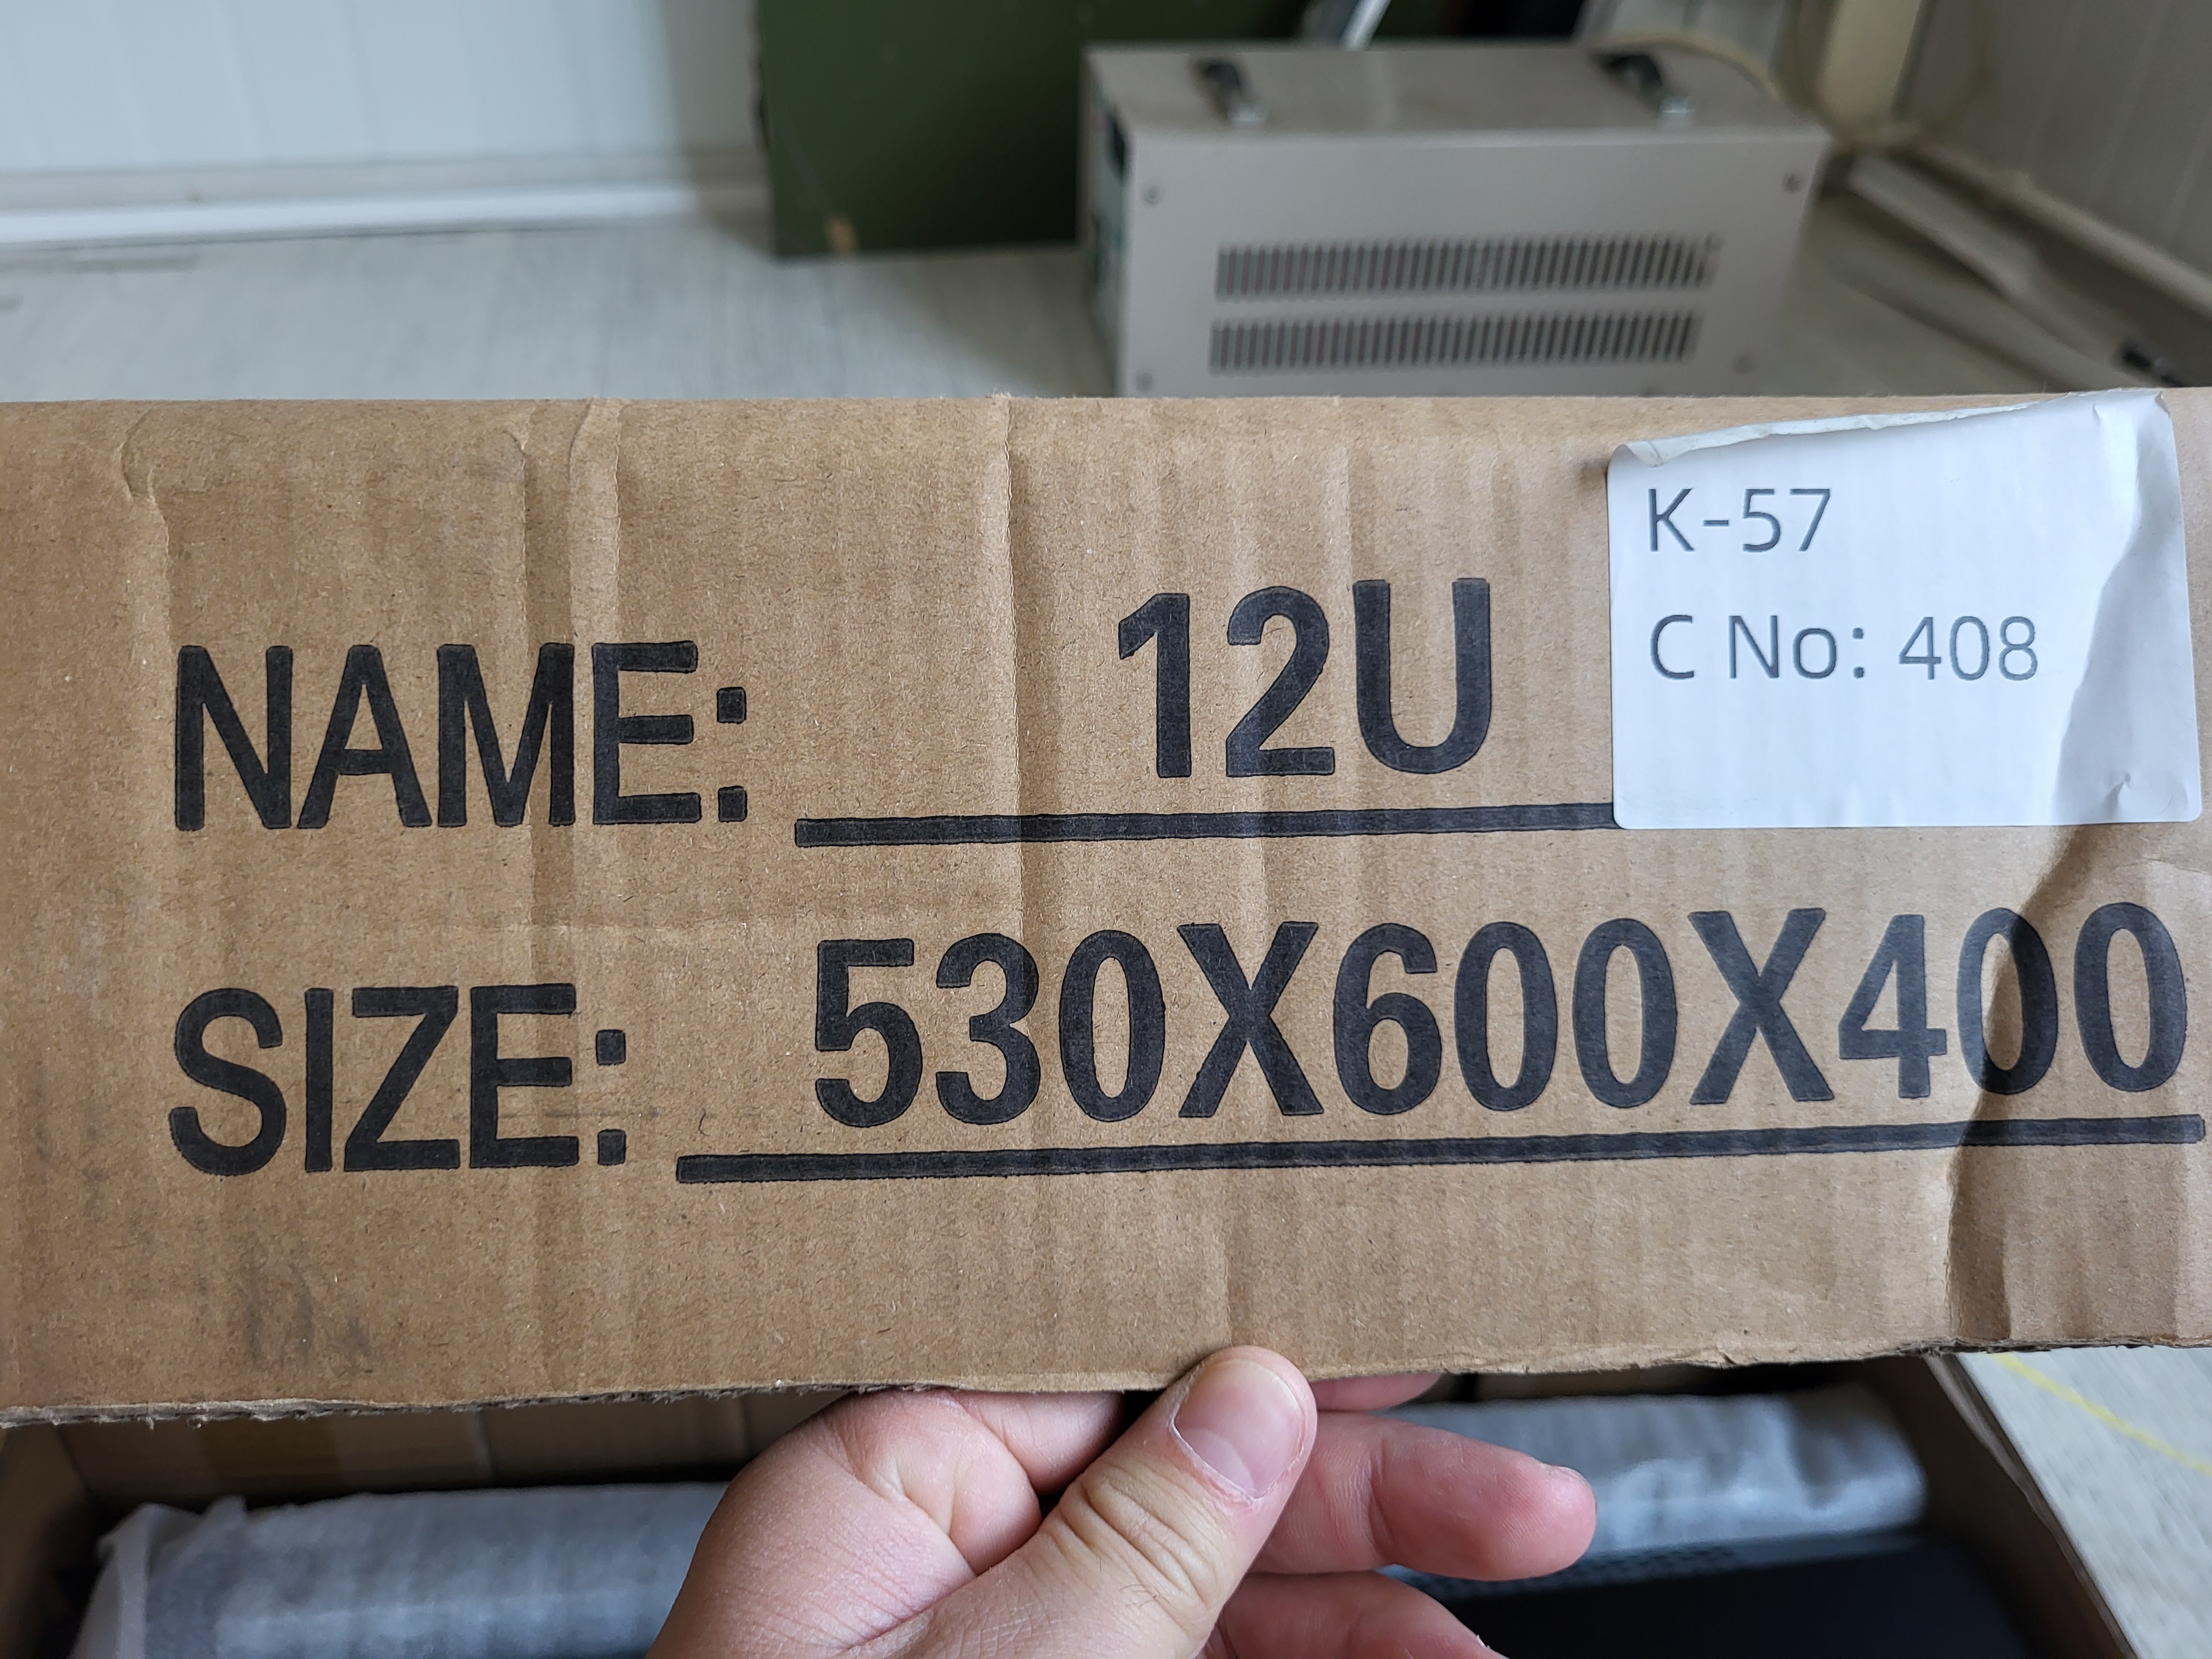 NAME: 12U
K-57
C No: 408
SIZE: 530X600X400